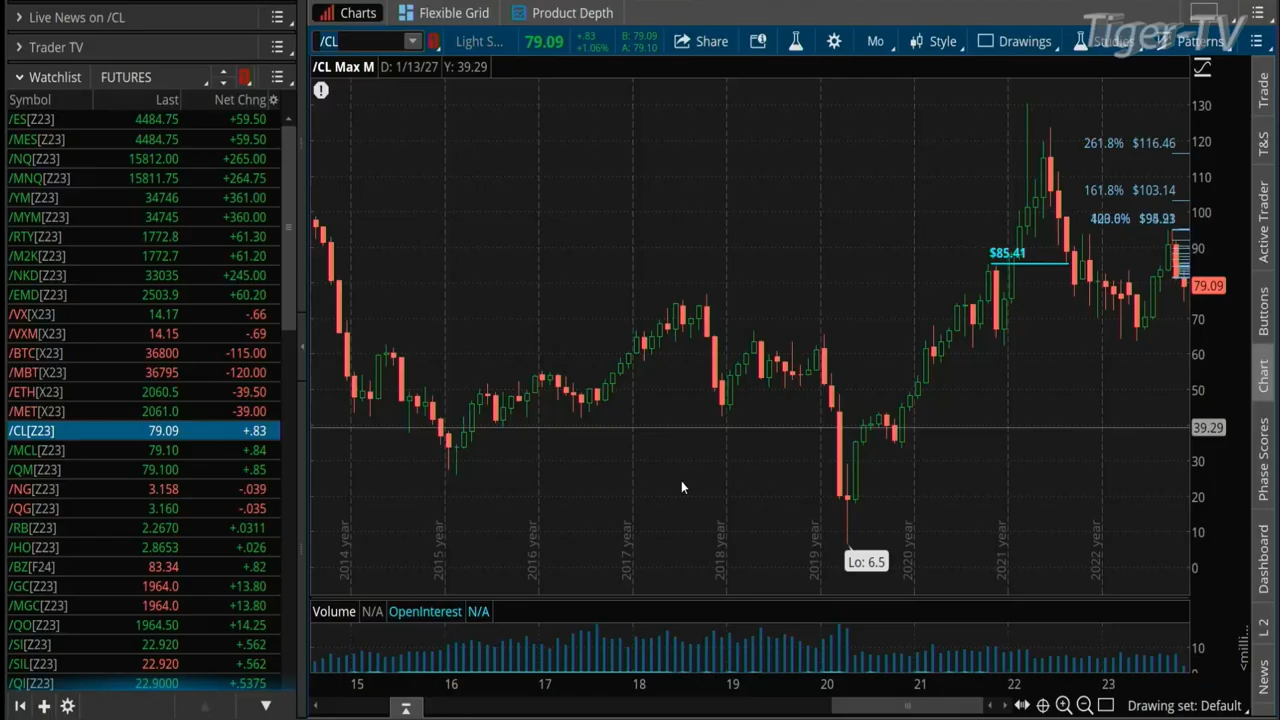 Live News on /CL
Trader TV
Watchlist FUTURES
Symbol Last Net Chng
/ES[Z23] 4484.75 +59.50
/MES[Z23] 4484.75 +59.50
/NQ[Z23] 15812.00 +265.00
/MNQ[Z23] 15811.75 +264.75
/YM[Z23] 34746 +361.00
/MYM[Z23] 34745 +360.00
/RTY[Z23] 1772.8 +61.30
/M2K[Z23] 1772.7 +61.20
/NKD[Z23] 33035 +245.00
/EMD[Z23] 2503.9 +60.20
/VX[X23] 14.17 -.66
/VXM[X23] 14.15 -.69
/BTC[X23] 36800 -115.00
/MBT[X23] 36795 -120.00
/ETH[X23] 2060.5 -39.50
/MET[X23] 2061.0 -39.00
/CL[Z23] 79.09 +.83
/MCL[Z23] 79.10 +.84
/QM[Z23] 79.100 +.85
/NG[Z23] 3.158 -.039
/QG[Z23] 3.160 -.035
/RB[Z23] 2.2670 +.0311
/HO[Z23] 2.8653 +.026
/BZ[F24] 83.34 +.82
/GC[Z23] 1964.0 +13.80
/MGC[Z23] 1964.0 +13.80
/QO[Z23] 1964.50 +14.25
/SI[Z23] 22.920 +.562
/SIL[Z23] 22.920 +.562
/QI[Z23] 22.9000 +.5375
Charts Flexible Grid Product Depth
Tiger TV
/CL Light S... 79.09 +.83 +1.06% B: 79.09 A: 79.10 Share Mo Style Drawings Studies Patterns
/CL Max M D: 1/13/27 Y: 39.29
130
120
110
100
90
79.09
70
60
50
39.29
30
20
10
0
261.8% $116.46
161.8% $103.14
$85.41
Lo: 6.5
2014 year
2015 year
2016 year
2017 year
2018 year
2019 year
2020 year
2021 year
2022 year
Volume N/A OpenInterest N/A
10
0
<milli...
15 16 17 18 19 20 21 22 23
Drawing set: Default
Trade
T&S
Active Trader
Buttons
Chart
Phase Scores
Dashboard
L 2
News